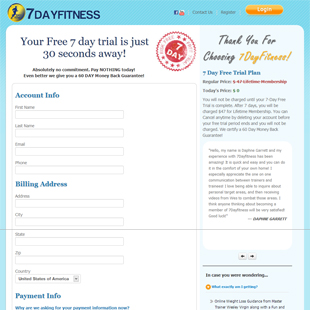 7DAYFITNESS
Login
Your Free 7 day trial is just
30 seconds away!
Absolutely no commitment, Pay NOTHING today!
Even better we give you a 60 DAY Money Back Guarantee!
7
DAY
Account Info
First Name
Last Name
Email
Phone
Billing Address
Address
City
State
Zip
Country
United States of America
Payment Info
Why are we asking for your payment information now?
Thank You For
Choosing 7DayFitness!
7 Day Free Trial Plan
Regular Price: $ 47 Lifetime Membership
Today's Price: $ 0
You will not be charged until your 7 Day Free
Trial is complete. After 7 days, you will be
charged $47 for Lifetime Membership. You can
Cancel anytime by deleting your account before
your free trial period ends and you will not be
charged. We certify a 60 Day Money Back
Guarantee!
"Hello, my name is Daphne Garrett and my
experience with 7Dayfitness has been
amazing! It is quick and easy and you can do
it in the comfort of your own home! I
especially appreciate the one on one
communication between trainers and
trainees! I love being able to inquire about
personal target areas, and then receiving
videos from Wes to combat those areas. I
think anyone thinking about becoming a
member of 7Dayfitness will be very satisfied!
Good luck!"
— DAPHNE GARRETT
In case you were wondering...
What exactly am I getting?
Online Weight Loss Guidance from Master
Trainer Wesley Virgin